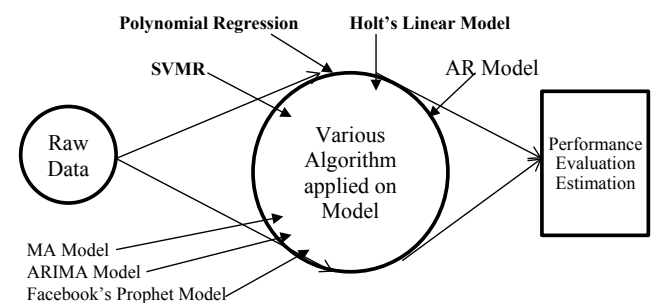 Polynomial Regression
Holt's Linear Model
SVMR
AR Model
Raw
Data
Various
Algorithm
applied on
Model
Performance
Evaluation
Estimation
MA Model
ARIMA Model
Facebook's Prophet Model